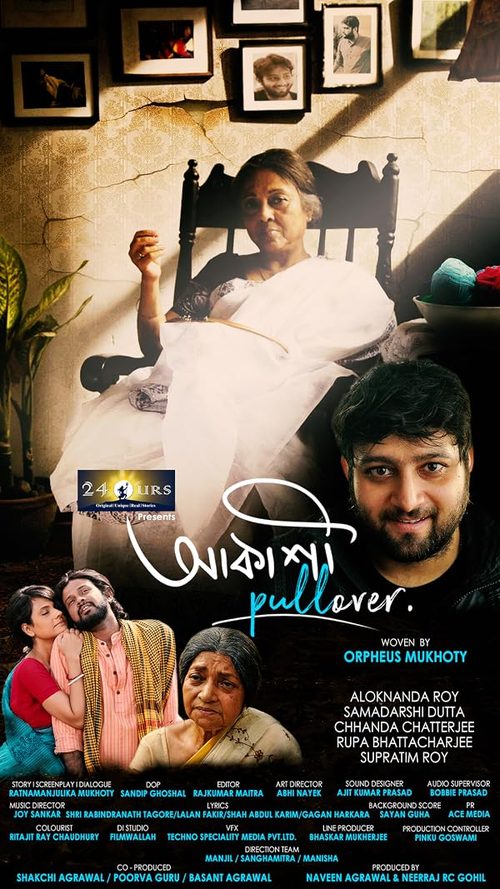 24 OURS
Original Unique Real Stories
Presents
আকাশী
pullover.
WOVEN BY
ORPHEUS MUKHOTY
ALOKNANDA ROY
SAMADARSHI DUTTA
CHHANDA CHATTERJEE
RUPA BHATTACHARJEE
SUPRATIM ROY
STORY I SCREENPLAY I DIALOGUE DOP EDITOR ART DIRECTOR SOUND DESIGNER AUDIO SUPERVISOR
RATNAMANJULIKA MUKHOTY SANDIP GHOSHAL RAJKUMAR MAITRA ABHI NAYEK AJIT KUMAR PRASAD BOBBIE PRASAD
MUSIC DIRECTOR LYRICS BACKGROUND SCORE PR
JOY SANKAR SHRI RABINDRANATH TAGORE/LALAN FAKIR/SHAH ABDUL KARIM/GAGAN HARKARA SAYAN GUHA ACE MEDIA
COLOURIST DI STUDIO VFX LINE PRODUCER PRODUCTION CONTROLLER
RITAJIT RAY CHAUDHURY FILMWALLAH TECHNO SPECIALITY MEDIA PVT.LTD. BHASKAR MUKHERJEE PINKU GOSWAMI
DIRECTION TEAM
MANJIL / SANGHAMITRA / MANISHA
CO - PRODUCED PRODUCED BY
SHAKCHI AGRAWAL / POORVA GURU / BASANT AGRAWAL NAVEEN AGRAWAL & NEERRAJ RC GOHIL